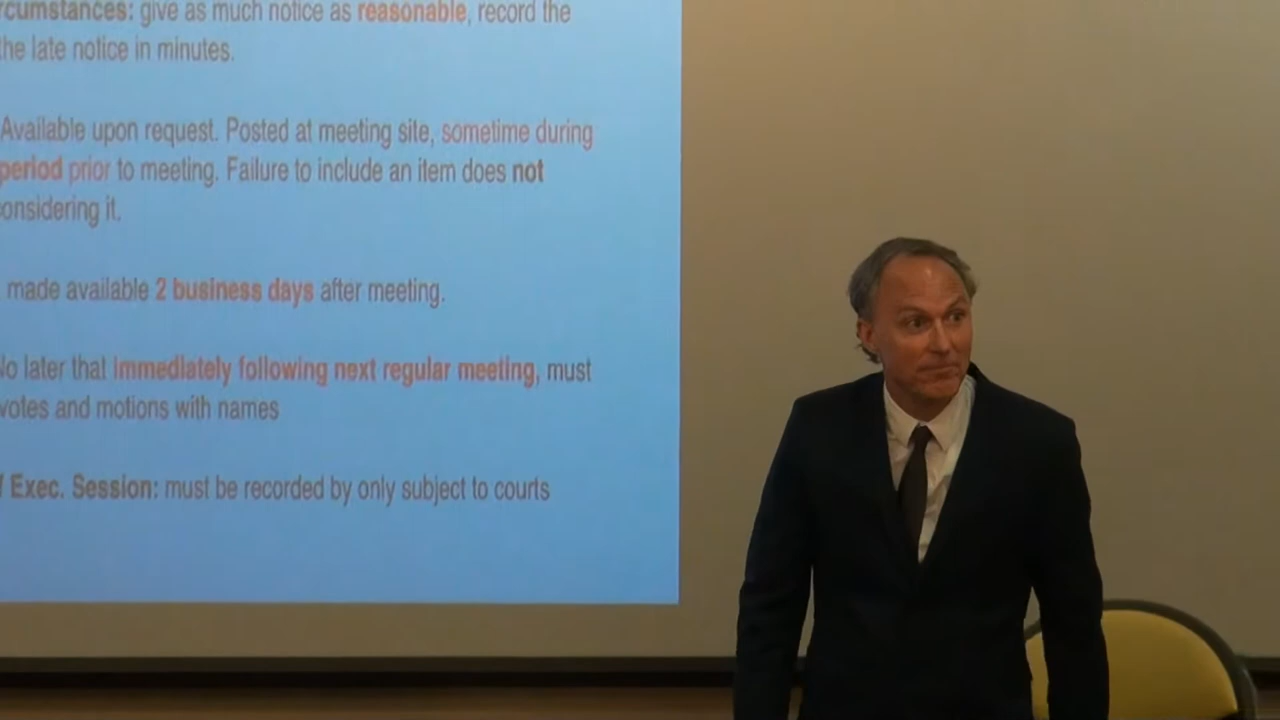 rcumstances: give as much notice as reasonable, record the
the late notice in minutes.
Available upon request. Posted at meeting site, sometime during
period prior to meeting. Failure to include an item does not
onsidering it.
made available 2 business days after meeting.
No later that immediately following next regular meeting, must
votes and motions with names
/ Exec. Session: must be recorded by only subject to courts